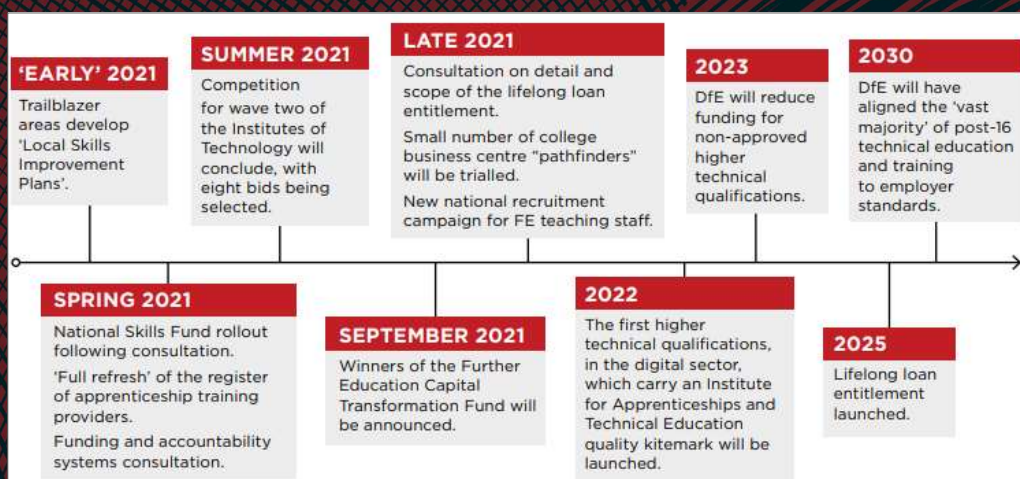 'EARLY' 2021
Trailblazer
areas develop
'Local Skills
Improvement
Plans'.
SPRING 2021
National Skills Fund rollout
following consultation.
'Full refresh' of the register
of apprenticeship training
providers.
Funding and accountability
systems consultation.
SUMMER 2021
Competition
for wave two of
the Institutes of
Technology will
conclude, with
eight bids being
selected.
SEPTEMBER 2021
Winners of the Further
Education Capital
Transformation Fund will
be announced.
LATE 2021
Consultation on detail and
scope of the lifelong loan
entitlement.
Small number of college
business centre "pathfinders"
will be trialled.
New national recruitment
campaign for FE teaching staff.
2022
The first higher
technical qualifications,
in the digital sector,
which carry an Institute
for Apprenticeships and
Technical Education
quality kitemark will be
launched.
2023
DfE will reduce
funding for
non-approved
higher
technical
qualifications.
2025
Lifelong loan
entitlement
launched.
2030
DfE will have
aligned the 'vast
majority' of post-16
technical education
and training
to employer
standards.